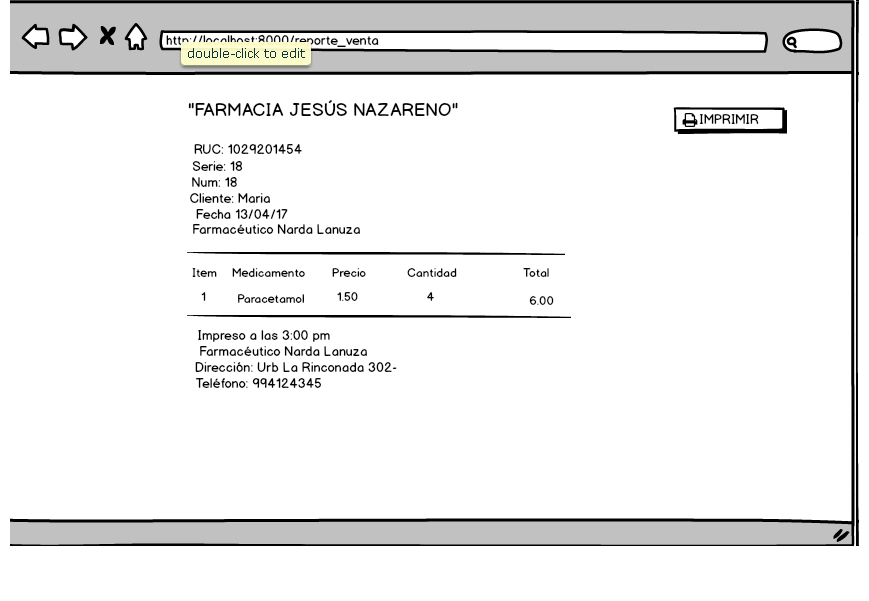 http://localhost:8000/reporte_venta
double-click to edit
"FARMACIA JESÚS NAZARENO"
IMPRIMIR
RUC: 1029201454
Serie: 18
Num: 18
Cliente: Maria
Fecha 13/04/17
Farmacéutico Narda Lanuza
Item Medicamento Precio Cantidad Total
1 Paracetamol 1.50 4 6.00
Impreso a las 3:00 pm
Farmacéutico Narda Lanuza
Dirección: Urb La Rinconada 302-
Teléfono: 994124345